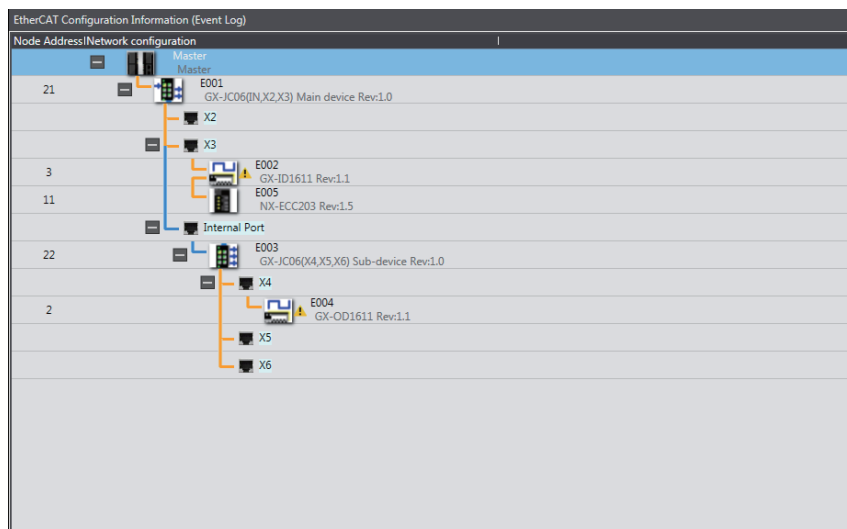 EtherCAT Configuration Information (Event Log)
Node Address|Network configuration
Master
Master
21
E001
GX-JC06(IN,X2,X3) Main device Rev:1.0
X2
X3
3
E002
GX-ID1611 Rev:1.1
11
E005
NX-ECC203 Rev:1.5
Internal Port
22
E003
GX-JC06(X4,X5,X6) Sub-device Rev:1.0
X4
2
E004
GX-OD1611 Rev:1.1
X5
X6